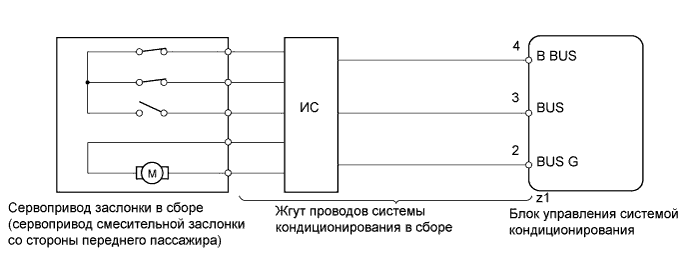 4
B BUS
ИС
3
BUS
2
BUS G
M
z1
Сервопривод заслонки в сборе
(сервопривод смесительной заслонки
со стороны переднего пассажира)
Жгут проводов системы
кондиционирования в сборе
Блок управления системой
кондиционирования